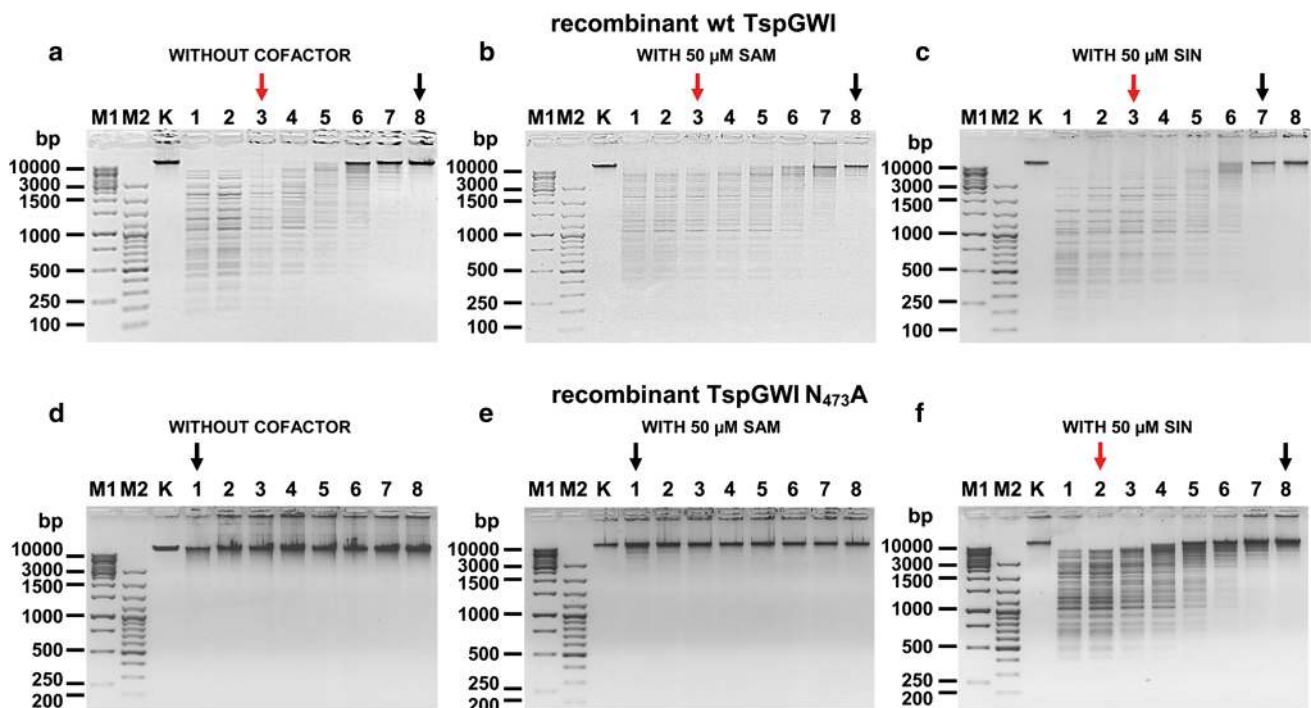 recombinant wt TspGWI
a b c
WITHOUT COFACTOR WITH 50 µM SAM WITH 50 µM SIN
M1 M2 K 1 2 3 4 5 6 7 8 M1 M2 K 1 2 3 4 5 6 7 8 M1 M2 K 1 2 3 4 5 6 7 8
bp bp bp
10000 10000 10000
3000 3000 3000
1500 1500 1500
1000 1000 1000
500 500 500
250 250 250
100 100 100
recombinant TspGWI N₄₇₃A
d e f
WITHOUT COFACTOR WITH 50 µM SAM WITH 50 µM SIN
M1 M2 K 1 2 3 4 5 6 7 8 M1 M2 K 1 2 3 4 5 6 7 8 M1 M2 K 1 2 3 4 5 6 7 8
bp bp bp
10000 10000 10000
3000 3000 3000
1500 1500 1500
1000 1000 1000
500 500 500
250 250 250
200 200 200